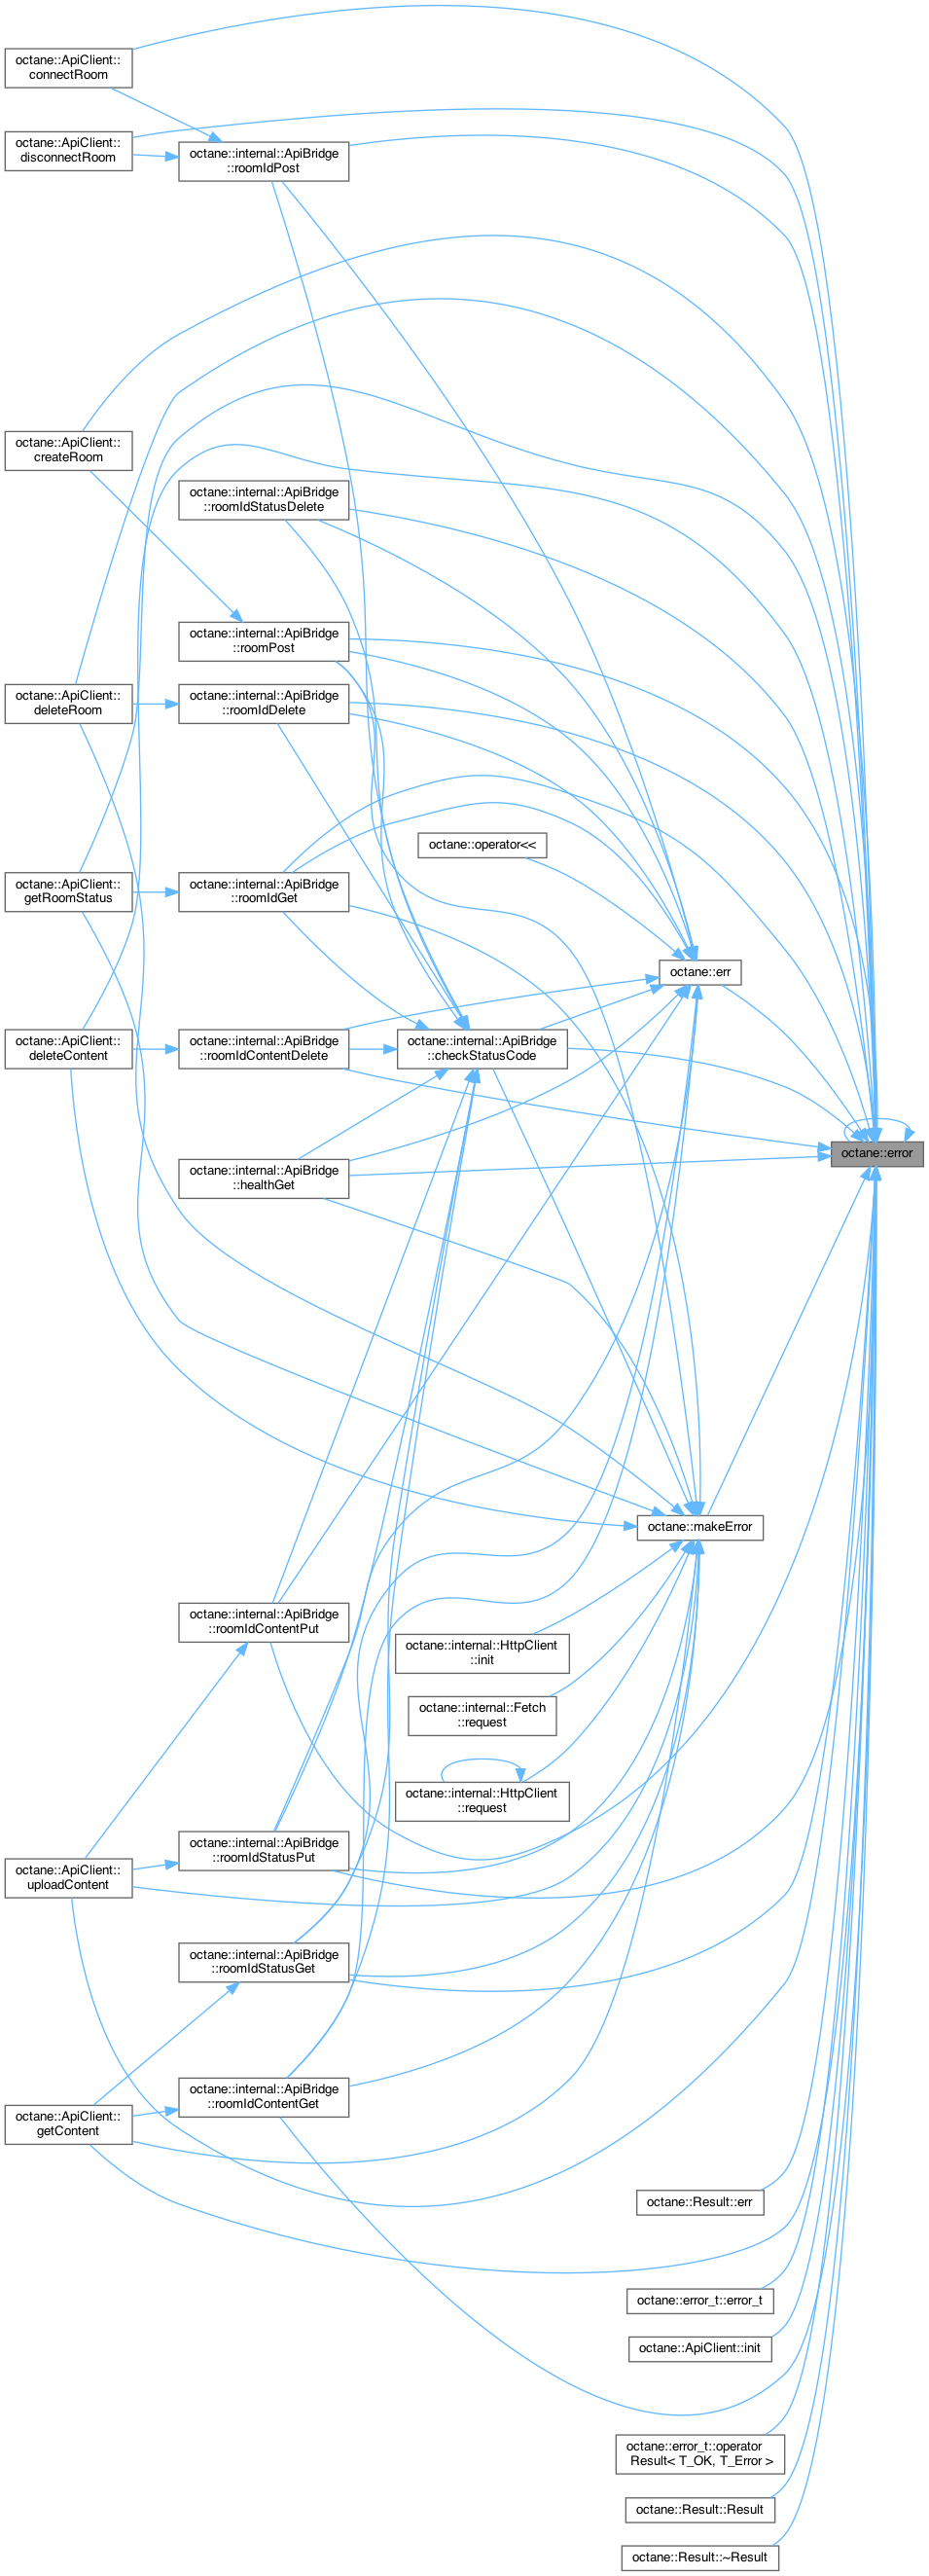 octane::ApiClient::
connectRoom
octane::ApiClient::
disconnectRoom
octane::internal::ApiBridge
::roomIdPost
octane::ApiClient::
createRoom
octane::internal::ApiBridge
::roomIdStatusDelete
octane::internal::ApiBridge
::roomPost
octane::ApiClient::
deleteRoom
octane::internal::ApiBridge
::roomIdDelete
octane::operator<<
octane::ApiClient::
getRoomStatus
octane::internal::ApiBridge
::roomIdGet
octane::err
octane::ApiClient::
deleteContent
octane::internal::ApiBridge
::roomIdContentDelete
octane::internal::ApiBridge
::checkStatusCode
octane::error
octane::internal::ApiBridge
::healthGet
octane::makeError
octane::internal::ApiBridge
::roomIdContentPut
octane::internal::HttpClient
::init
octane::internal::Fetch
::request
octane::internal::HttpClient
::request
octane::internal::ApiBridge
::roomIdStatusPut
octane::ApiClient::
uploadContent
octane::internal::ApiBridge
::roomIdStatusGet
octane::internal::ApiBridge
::roomIdContentGet
octane::ApiClient::
getContent
octane::Result::err
octane::error_t::error_t
octane::ApiClient::init
octane::error_t::operator
Result< T_OK, T_Error >
octane::Result::Result
octane::Result::~Result